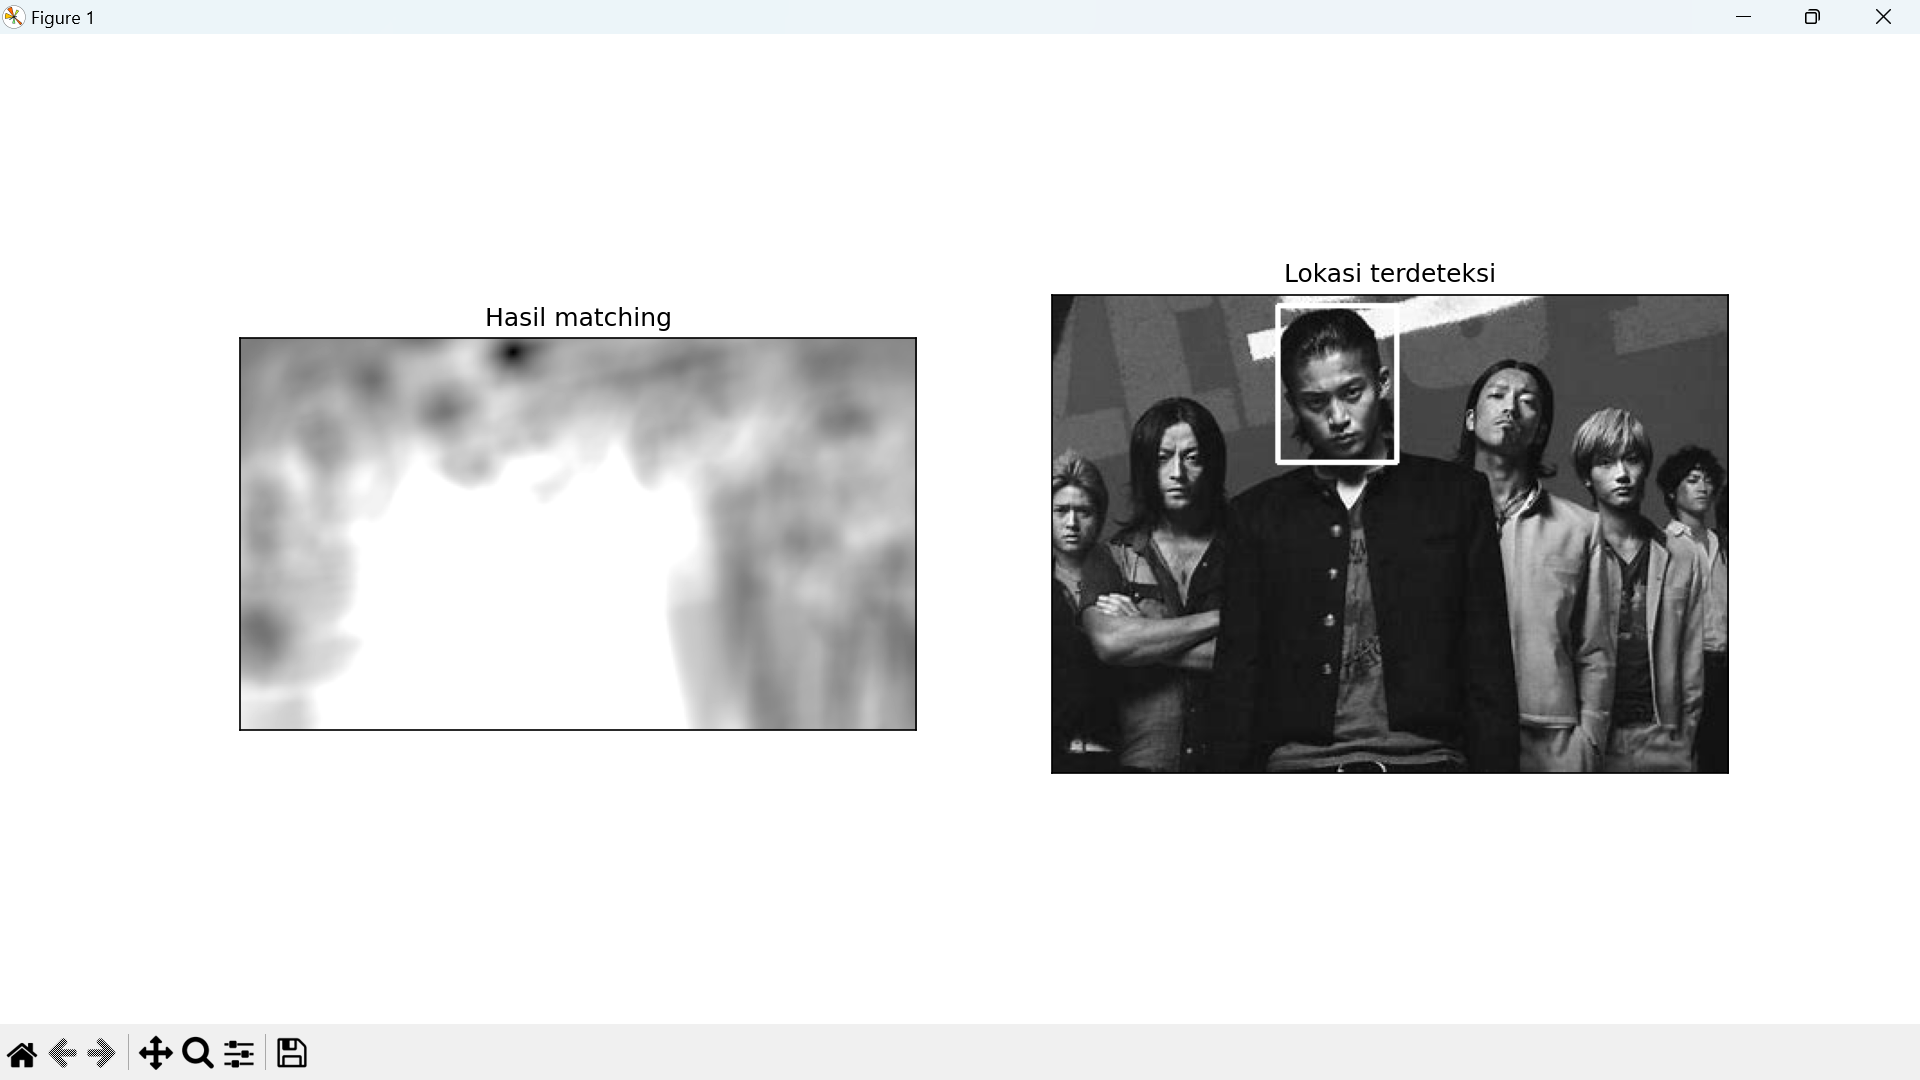 Figure 1
Hasil matching
Lokasi terdeteksi